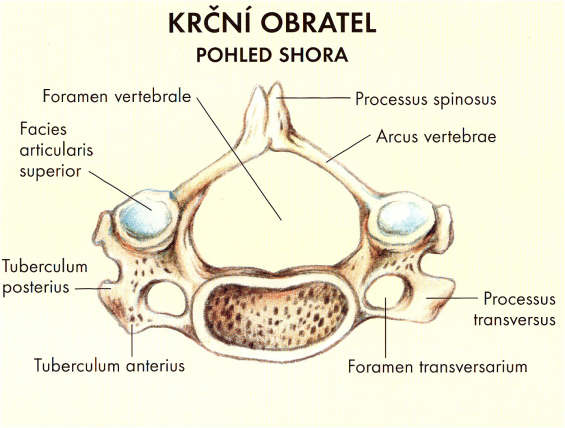 KRČNÍ OBRATEL
POHLED SHORA
Foramen vertebrale
Processus spinosus
Facies
articularis
superior
Arcus vertebrae
Tuberculum
posterius
Processus
transversus
Tuberculum anterius
Foramen transversarium